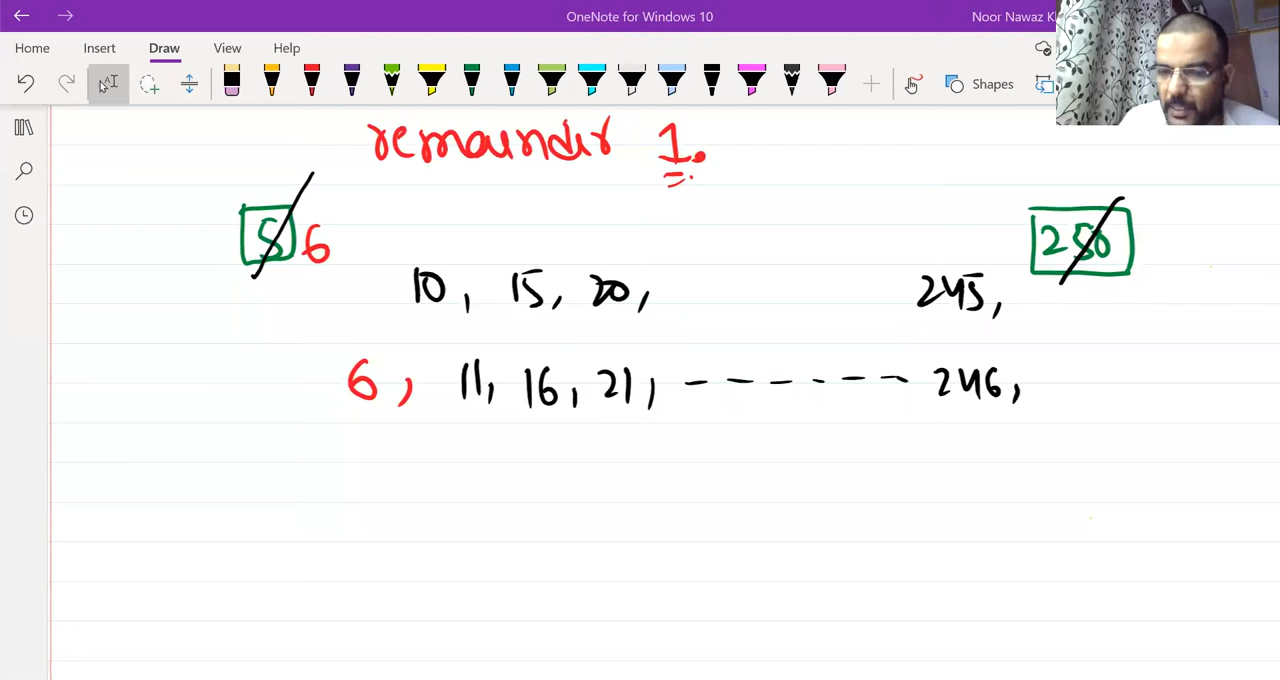 OneNote for Windows 10
Noor Nawaz K
Home Insert Draw View Help
Shapes
remainder 1.
5 6 250
10, 15, 20, 245,
6, 11, 16, 21, ------- 246,